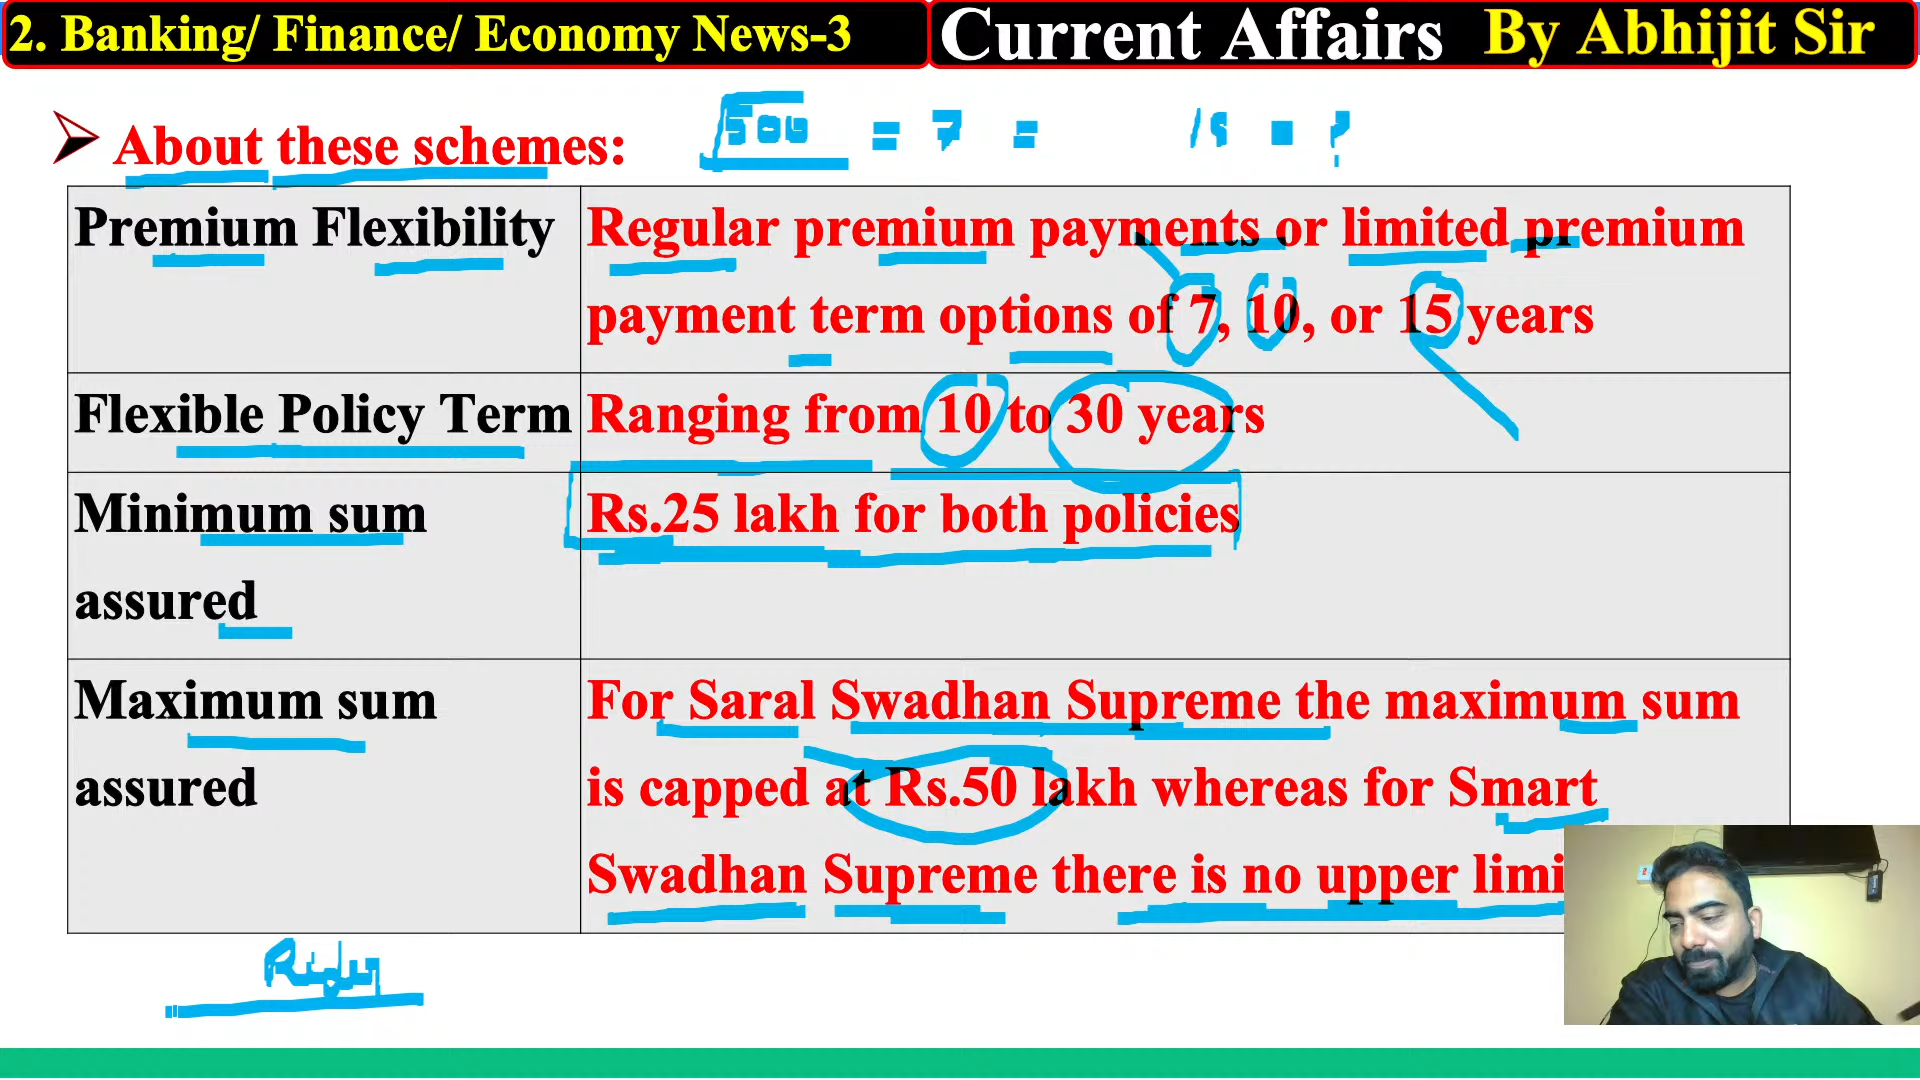 2. Banking/ Finance/ Economy News-3
Current Affairs By Abhijit Sir
About these schemes:
500 = 7 = 15 = ?
Premium Flexibility
Regular premium payments or limited premium
payment term options of 7, 10, or 15 years
Flexible Policy Term
Ranging from 10 to 30 years
Minimum sum
assured
Rs.25 lakh for both policies
Maximum sum
assured
For Saral Swadhan Supreme the maximum sum
is capped at Rs.50 lakh whereas for Smart
Swadhan Supreme there is no upper limi